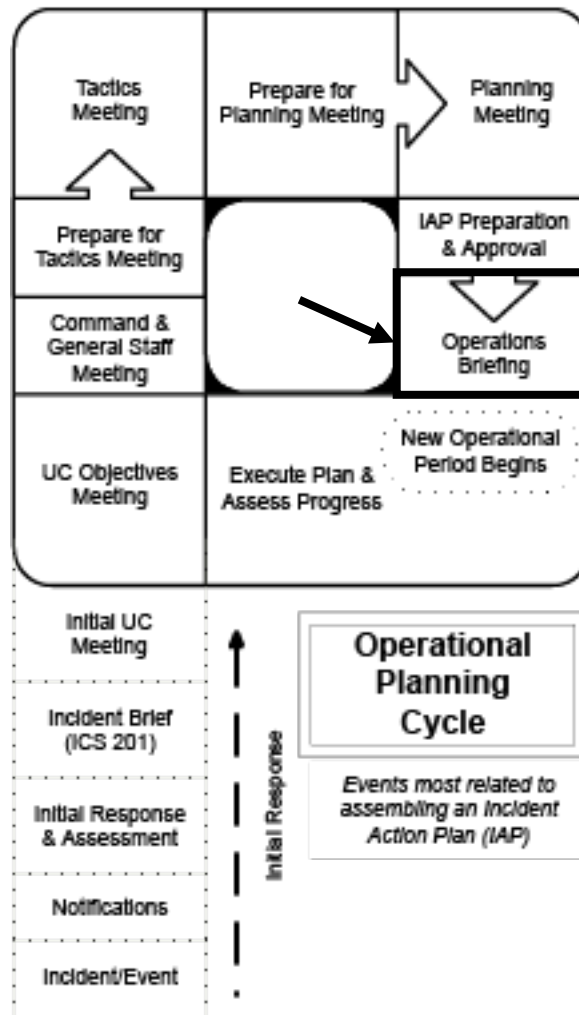 Tactics
Meeting
Prepare for
Planning Meeting
Planning
Meeting
Prepare for
Tactics Meeting
IAP Preparation
& Approval
Command &
General Staff
Meeting
Operations
Briefing
UC Objectives
Meeting
Execute Plan &
Assess Progress
New Operational
Period Begins
Initial UC
Meeting
Incident Brief
(ICS 201)
Initial Response
& Assessment
Notifications
Incident/Event
Initial Response
Operational
Planning
Cycle
Events most related to
assembling an Incident
Action Plan (IAP)